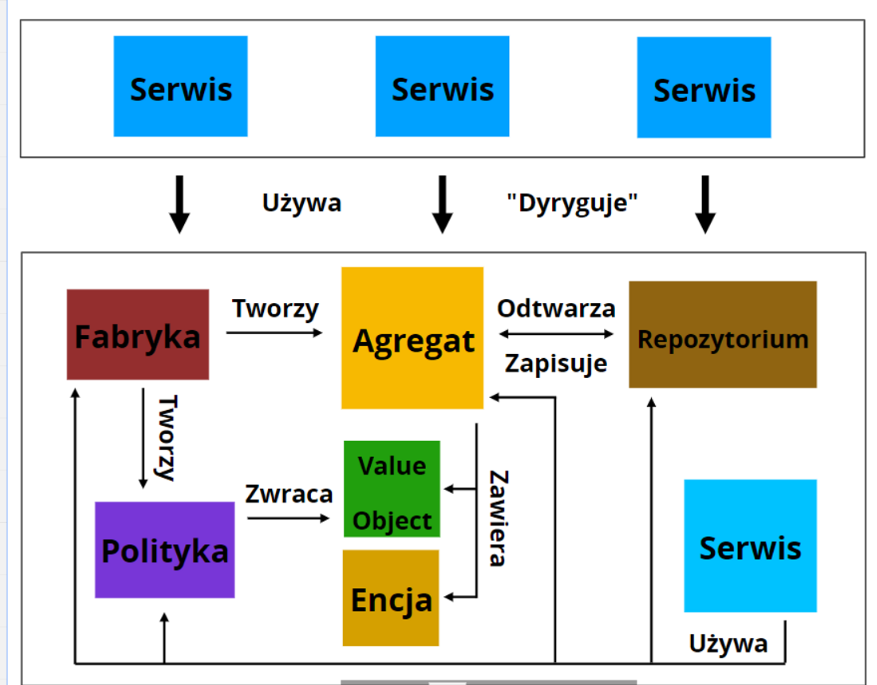 Serwis
Serwis
Serwis
Używa
"Dyryguje"
Fabryka
Tworzy
Agregat
Odtwarza
Zapisuje
Repozytorium
Tworzy
Polityka
Zwraca
Value
Object
Zawiera
Encja
Serwis
Używa